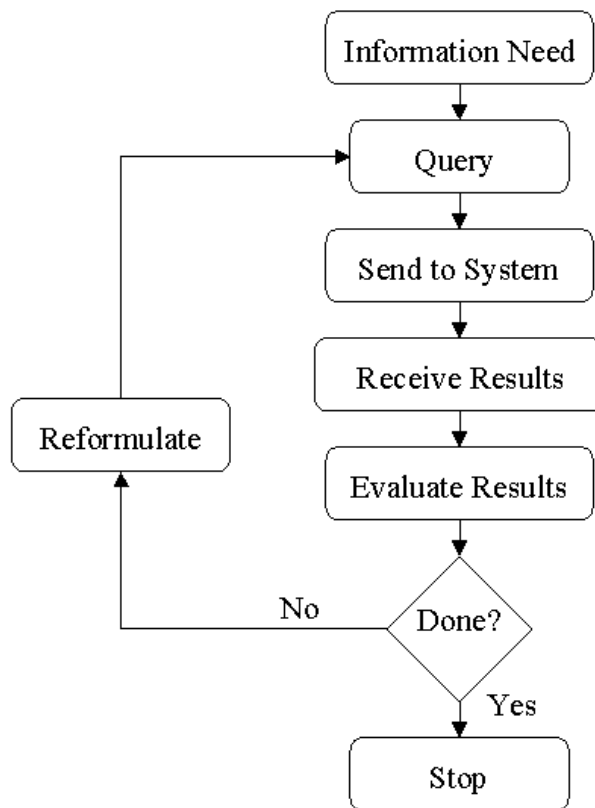 Information Need
Query
Send to System
Receive Results
Reformulate
Evaluate Results
Done?
No
Yes
Stop